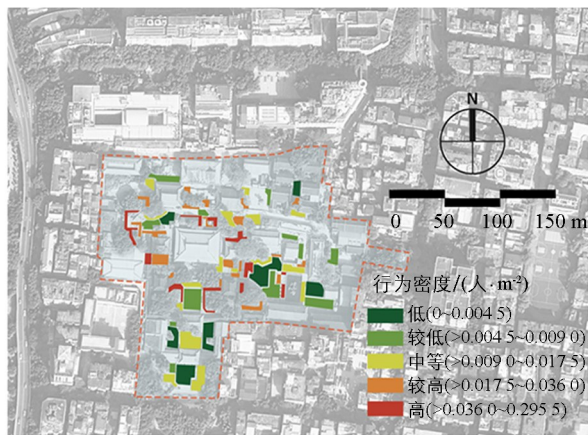 N
0 50 100 150 m
行为密度/(人·m⁻²)
低(0~0.004 5)
较低(>0.004 5~0.009 0)
中等(>0.009 0~0.017 5)
较高(>0.017 5~0.036 0)
高(>0.036 0~0.295 5)